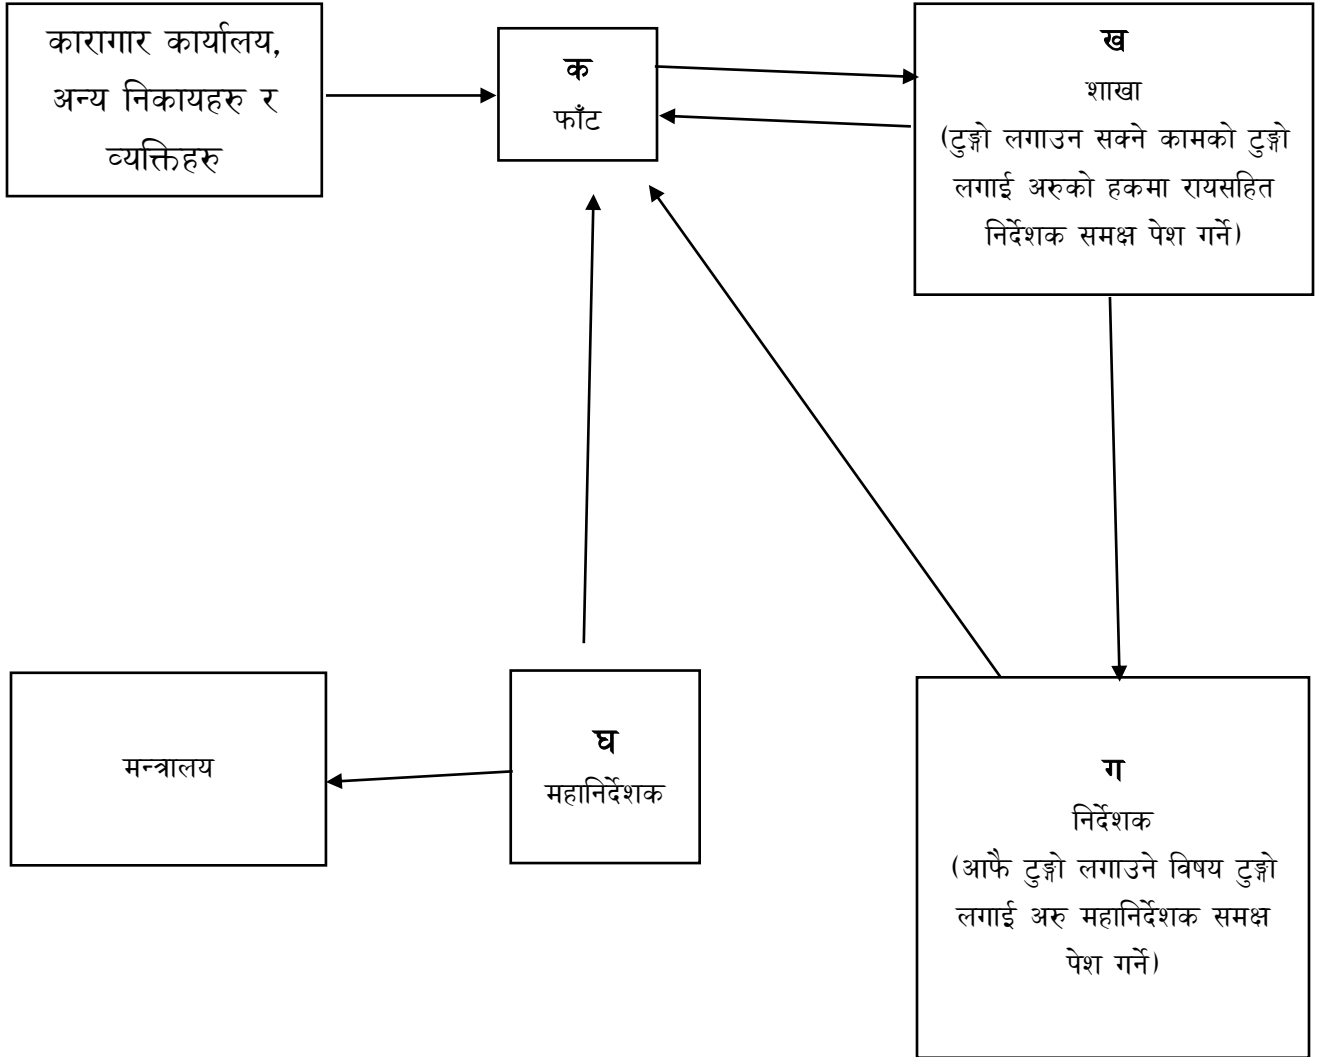 कारागार कार्यालय,
अन्य निकायहरु र
व्यक्तिहरु
क
फाँट
ख
शाखा
(टुङ्गो लगाउन सक्ने कामको टुङ्गो
लगाई अरुको हकमा रायसहित
निर्देशक समक्ष पेश गर्ने)
मन्त्रालय
घ
महानिर्देशक
ग
निर्देशक
(आफै टुङ्गो लगाउने विषय टुङ्गो
लगाई अरु महानिर्देशक समक्ष
पेश गर्ने)